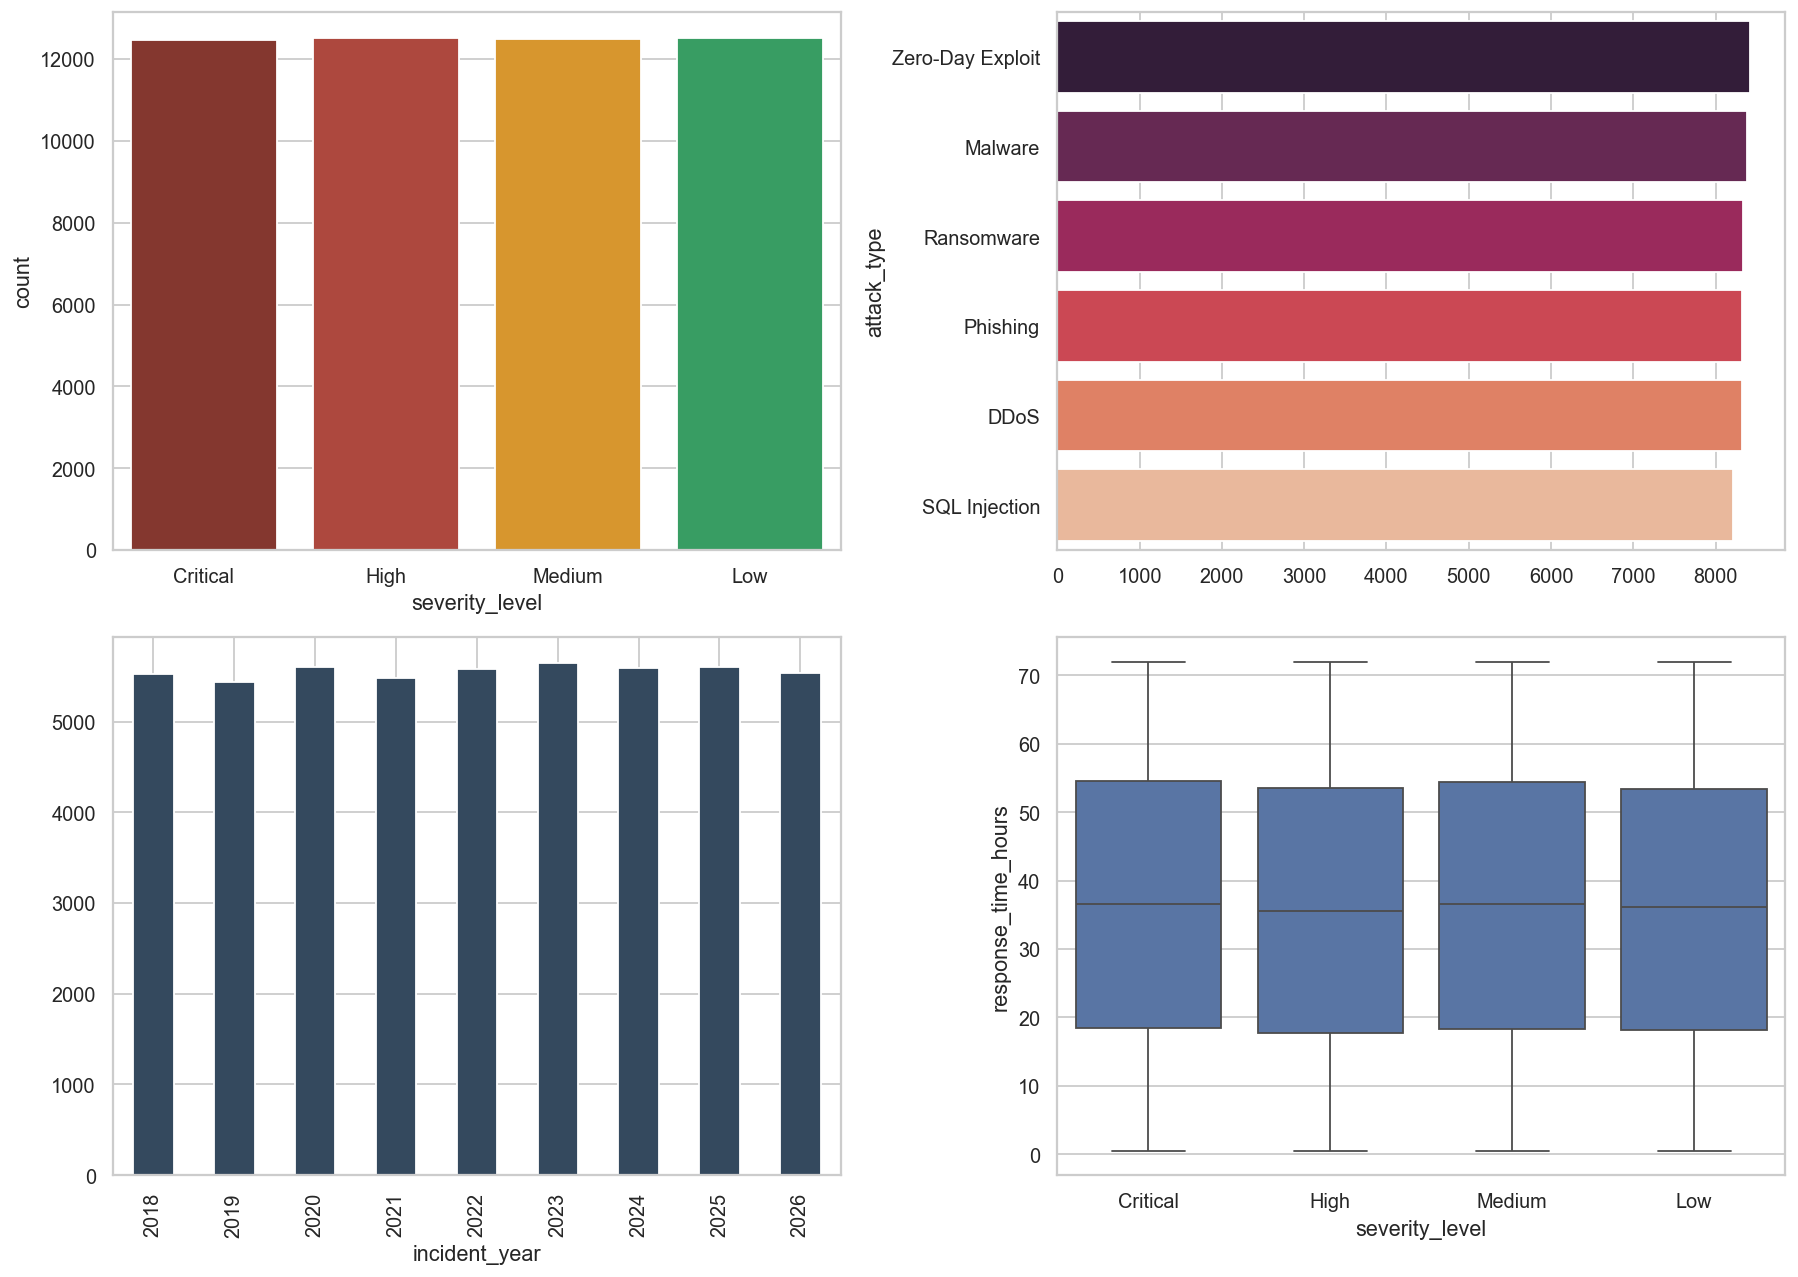 count
12000
10000
8000
6000
4000
2000
0
Critical High Medium Low
severity_level
attack_type
Zero-Day Exploit
Malware
Ransomware
Phishing
DDoS
SQL Injection
0 1000 2000 3000 4000 5000 6000 7000 8000
5000
4000
3000
2000
1000
0
2018 2019 2020 2021 2022 2023 2024 2025 2026
incident_year
response_time_hours
70
60
50
40
30
20
10
0
Critical High Medium Low
severity_level